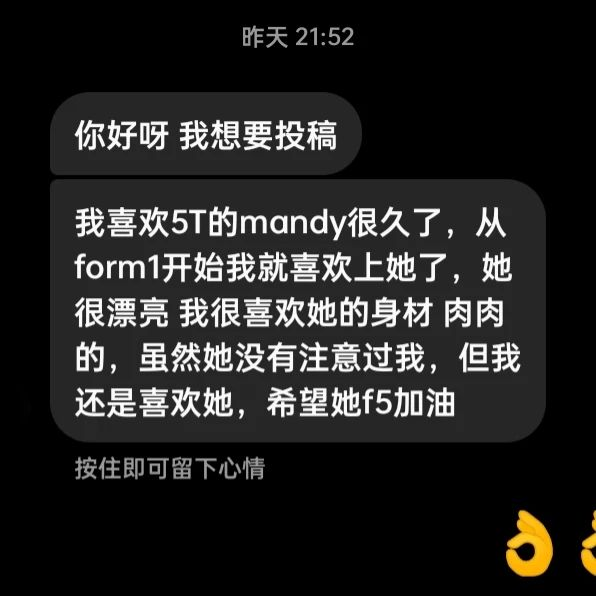 昨天 21:52
你好呀 我想要投稿
我喜欢5T的mandy很久了，从
form1开始我就喜欢上她了，她
很漂亮 我很喜欢她的身材 肉肉
的，虽然她没有注意过我，但我
还是喜欢她，希望她f5加油
按住即可留下心情
👌👌